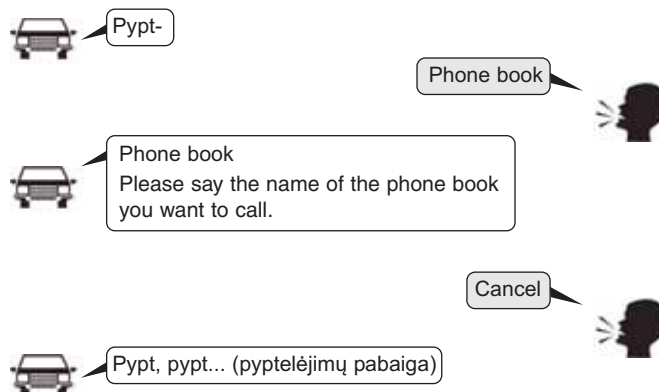 Pypt-
Phone book
Phone book
Please say the name of the phone book
you want to call.
Cancel
Pypt, pypt... (pyptelėjimų pabaiga)